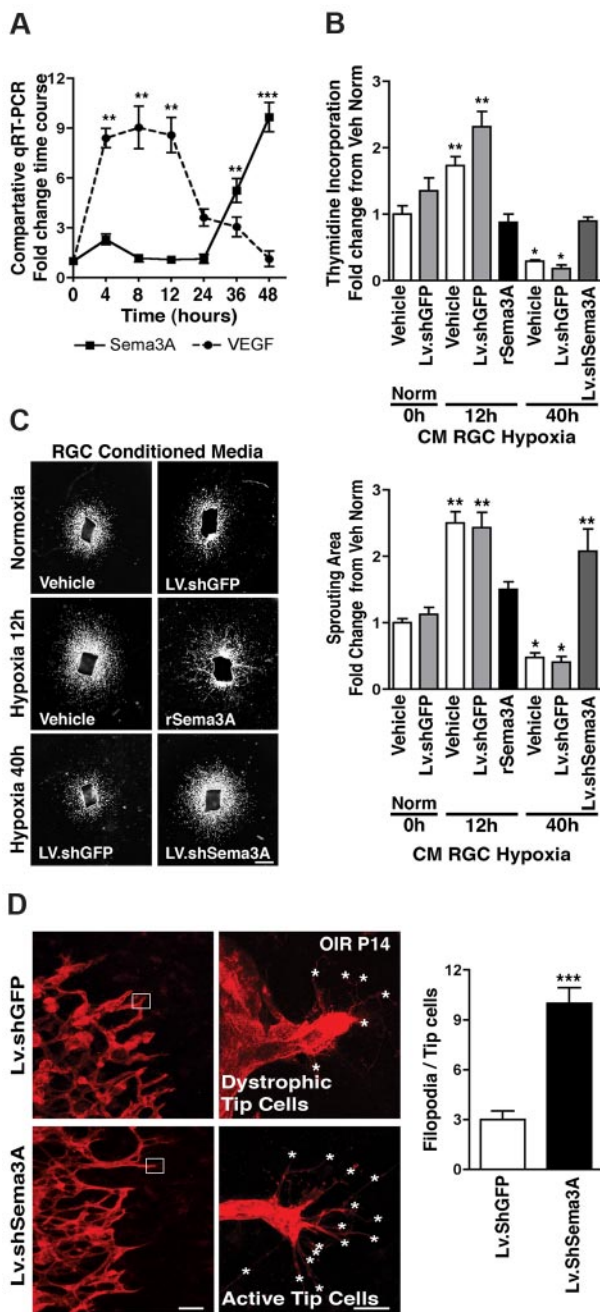 A
Compartative qRT-PCR
Fold change time course
12
9
6
3
0
** ** ** ** ***
0 4 8 12 24 36 48
Time (hours)
Sema3A VEGF
B
Thymidine Incorporation
Fold change from Veh Norm
3
2
1
0
** ** * *
Vehicle
Lv.shGFP
Vehicle
Lv.shGFP
rSema3A
Vehicle
Lv.shGFP
Lv.shSema3A
Norm
0h 12h 40h
CM RGC Hypoxia
Sprouting Area
Fold Change from Veh Norm
3
2
1
0
** ** * * **
Vehicle
Lv.shGFP
Vehicle
Lv.shGFP
rSema3A
Vehicle
Lv.shGFP
Lv.shSema3A
Norm
0h 12h 40h
CM RGC Hypoxia
C
RGC Conditioned Media
Normoxia
Vehicle
LV.shGFP
Hypoxia 12h
Vehicle
rSema3A
Hypoxia 40h
LV.shGFP
LV.shSema3A
D
Lv.shGFP
OIR P14
* * * * * * *
Dystrophic
Tip Cells
Lv.shSema3A
* * * * * * * * * * * * * *
Active Tip Cells
Filopodia / Tip cells
12
9
6
3
0
***
Lv.ShGFP
Lv.ShSema3A